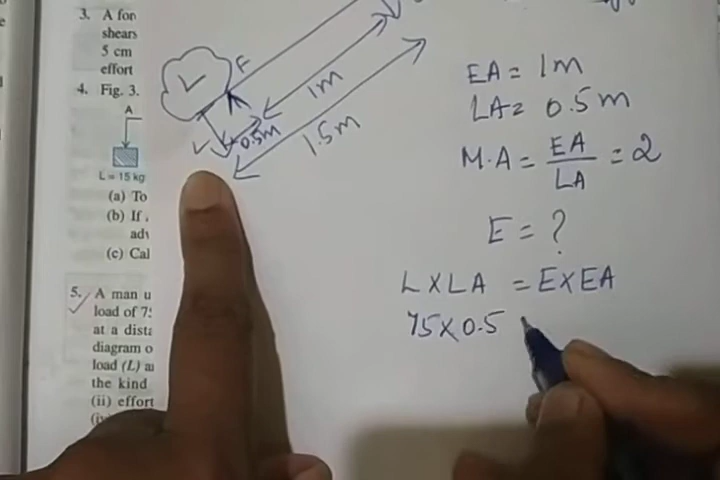 3. A for
shears
5 cm
effort
4. Fig. 3.
A
L = 15 kg
(a) To
(b) If
adv
(c) Cal
5. A man u
load of 7
at a dista
diagram o
load (L) a
the kind
(ii) effort
L
F
1m
0.5m
1.5m
EA = 1m
LA = 0.5m
M.A = EA / LA = 2
E = ?
L X LA = E X EA
75 X 0.5